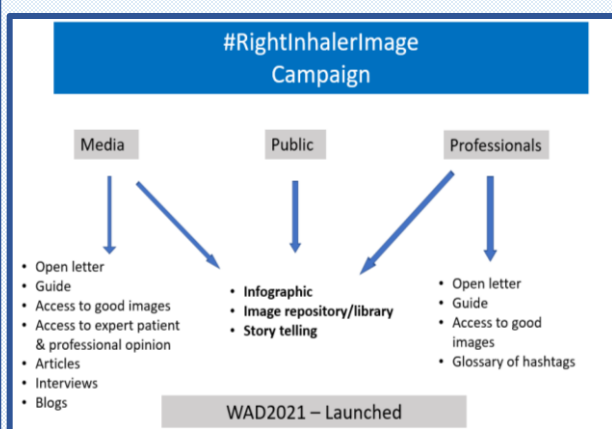 #RightInhalerImage
Campaign
Media
Public
Professionals
• Open letter
• Guide
• Access to good images
• Access to expert patient
& professional opinion
• Articles
• Interviews
• Blogs
• Infographic
• Image repository/library
• Story telling
• Open letter
• Guide
• Access to good
images
• Glossary of hashtags
WAD2021 – Launched